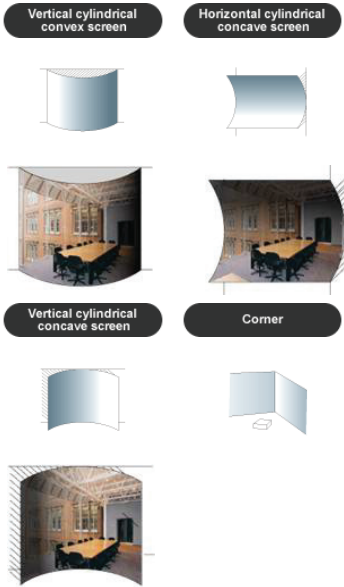 Vertical cylindrical
convex screen
Horizontal cylindrical
concave screen
Vertical cylindrical
concave screen
Corner